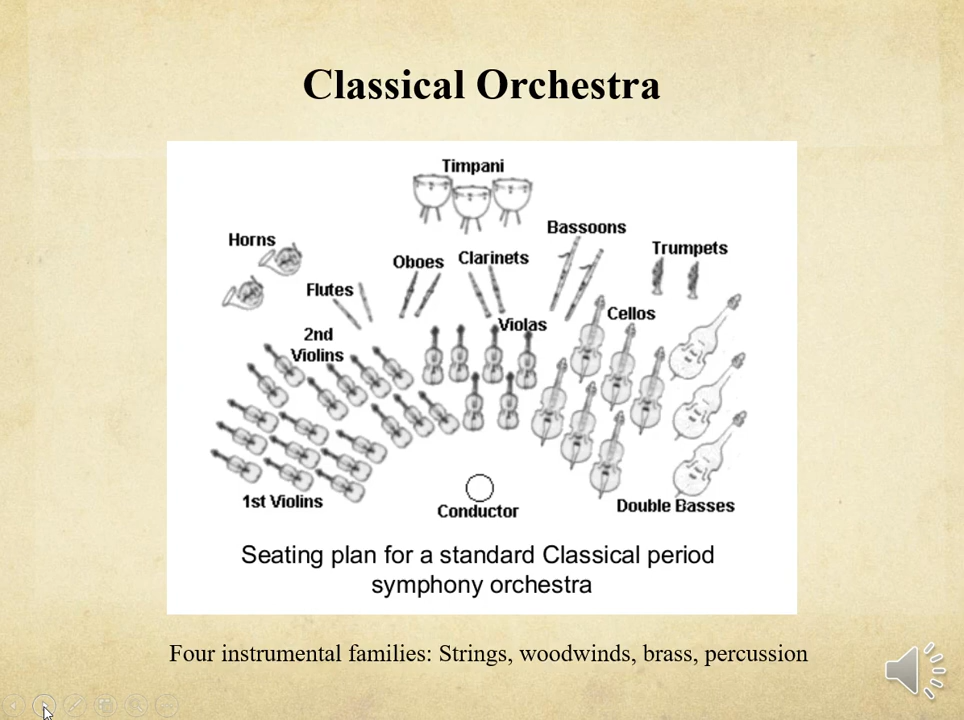 Classical Orchestra
Timpani
Bassoons
Horns
Trumpets
Oboes
Clarinets
Flutes
Cellos
Violas
2nd
Violins
1st Violins
Conductor
Double Basses
Seating plan for a standard Classical period
symphony orchestra
Four instrumental families: Strings, woodwinds, brass, percussion